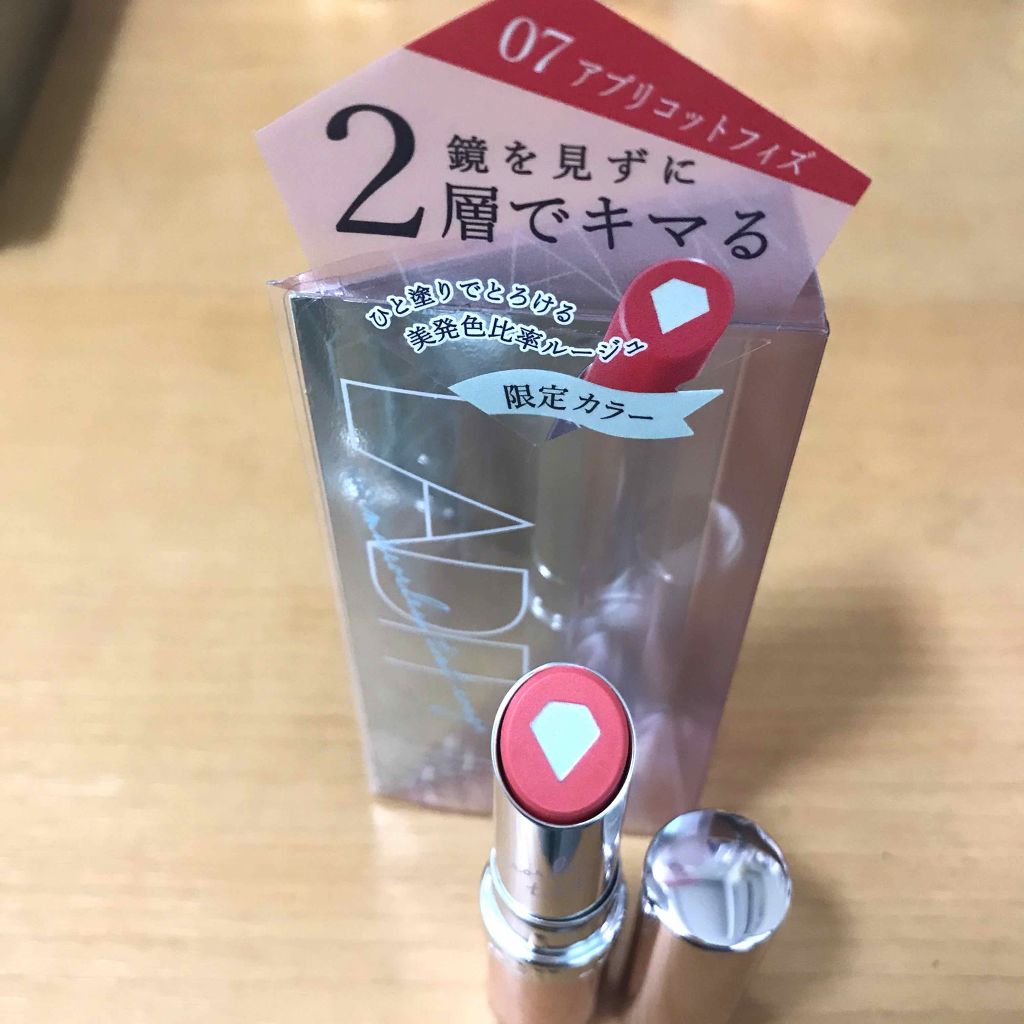 07 アプリコットフィズ
鏡を見ずに
2層でキマる
ひと塗りでとろける
美発色比率ルージュ
限定カラー
LADE